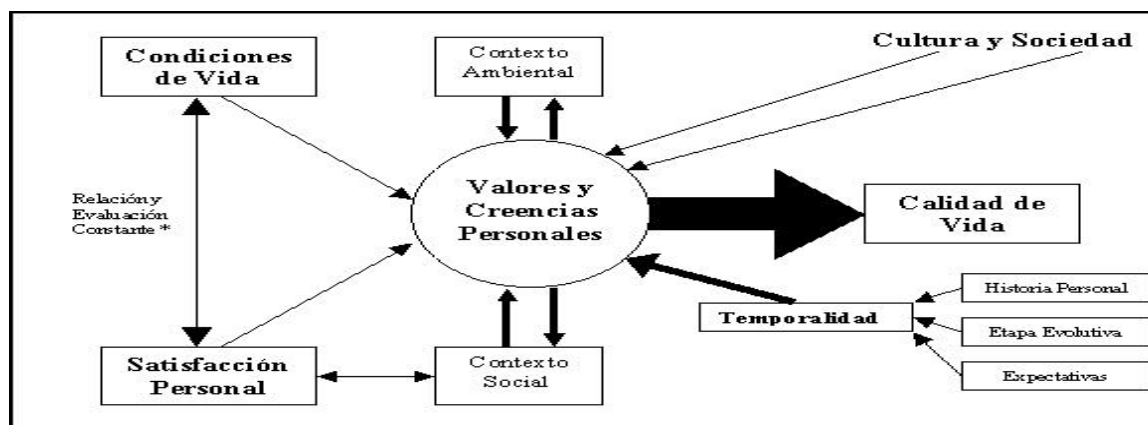 Condiciones
de Vida
Contexto
Ambiental
Cultura y Sociedad
Relación y
Evaluación
Constante *
Valores y
Creencias
Personales
Calidad de
Vida
Historia Personal
Temporalidad
Etapa Evolutiva
Expectativas
Satisfacción
Personal
Contexto
Social